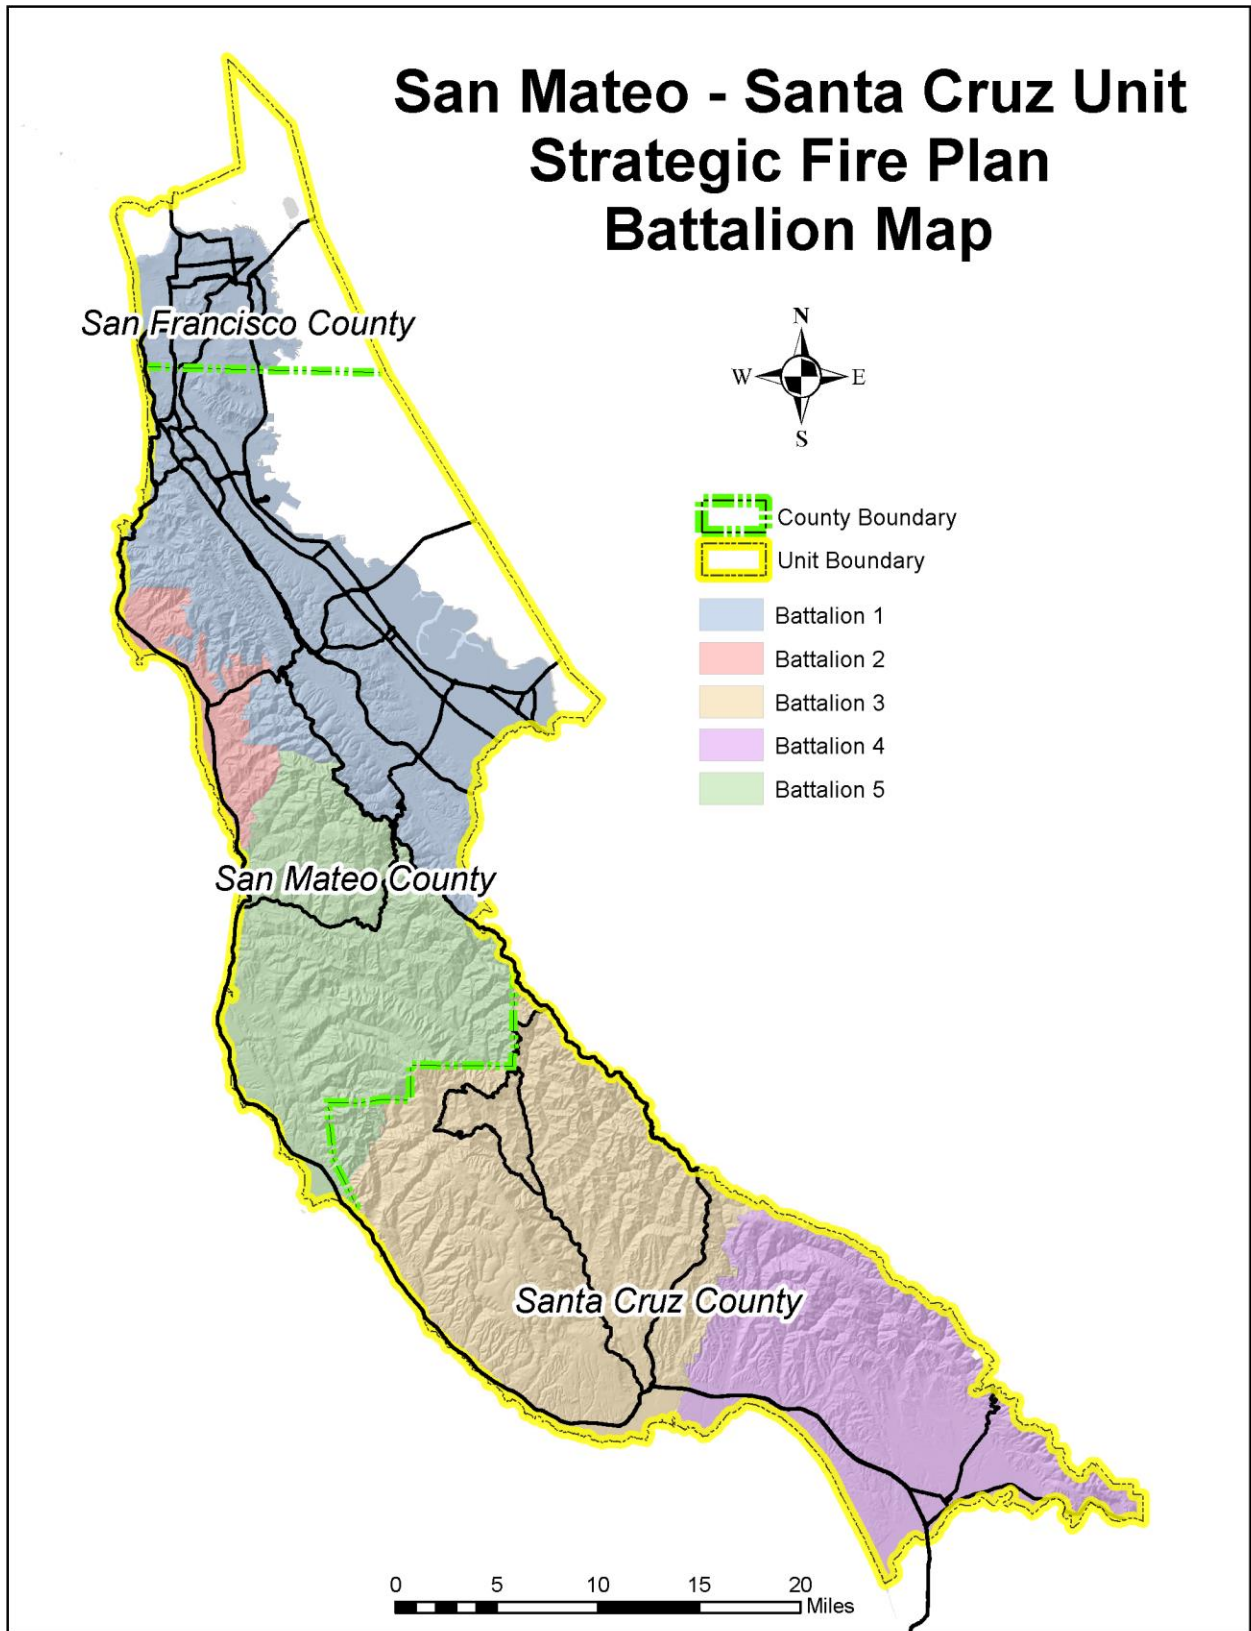 San Mateo - Santa Cruz Unit
Strategic Fire Plan
Battalion Map
San Francisco County
N
W
E
S
County Boundary
Unit Boundary
Battalion 1
Battalion 2
Battalion 3
Battalion 4
Battalion 5
San Mateo County
Santa Cruz County
0 5 10 15 20
Miles